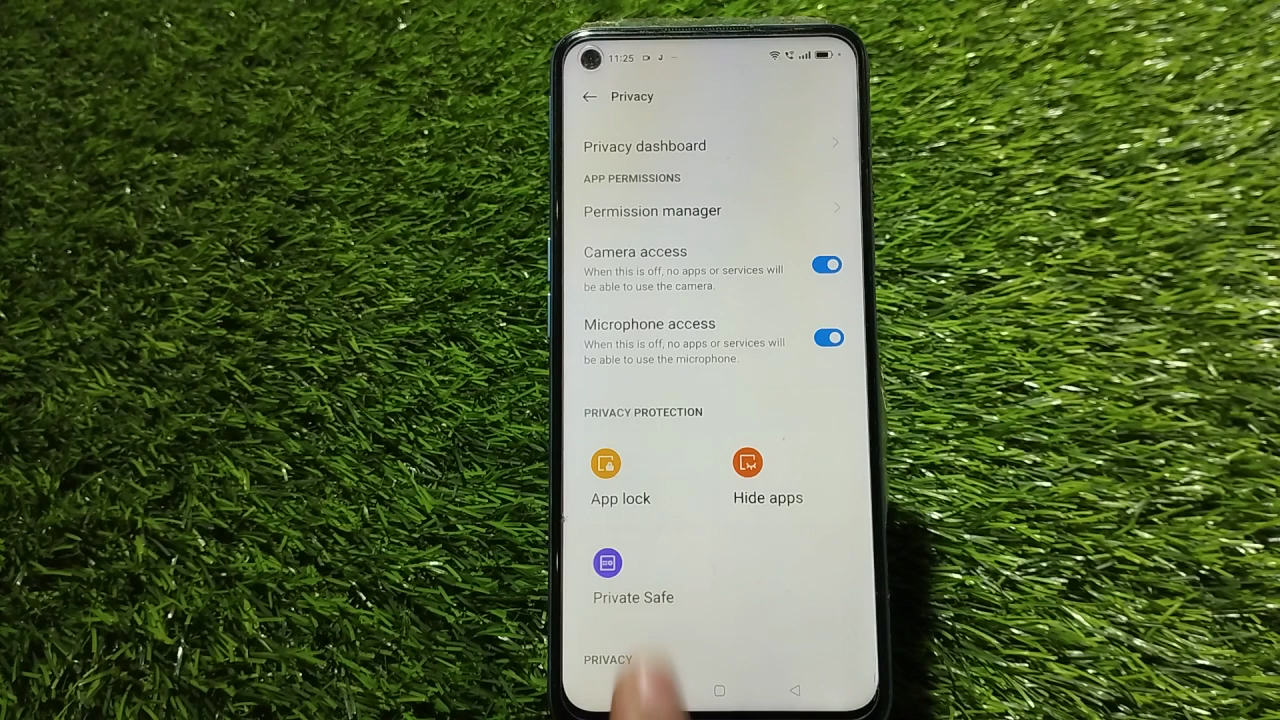 11:25
Privacy
Privacy dashboard
APP PERMISSIONS
Permission manager
Camera access
When this is off, no apps or services will
be able to use the camera.
Microphone access
When this is off, no apps or services will
be able to use the microphone.
PRIVACY PROTECTION
App lock
Hide apps
Private Safe
PRIVACY